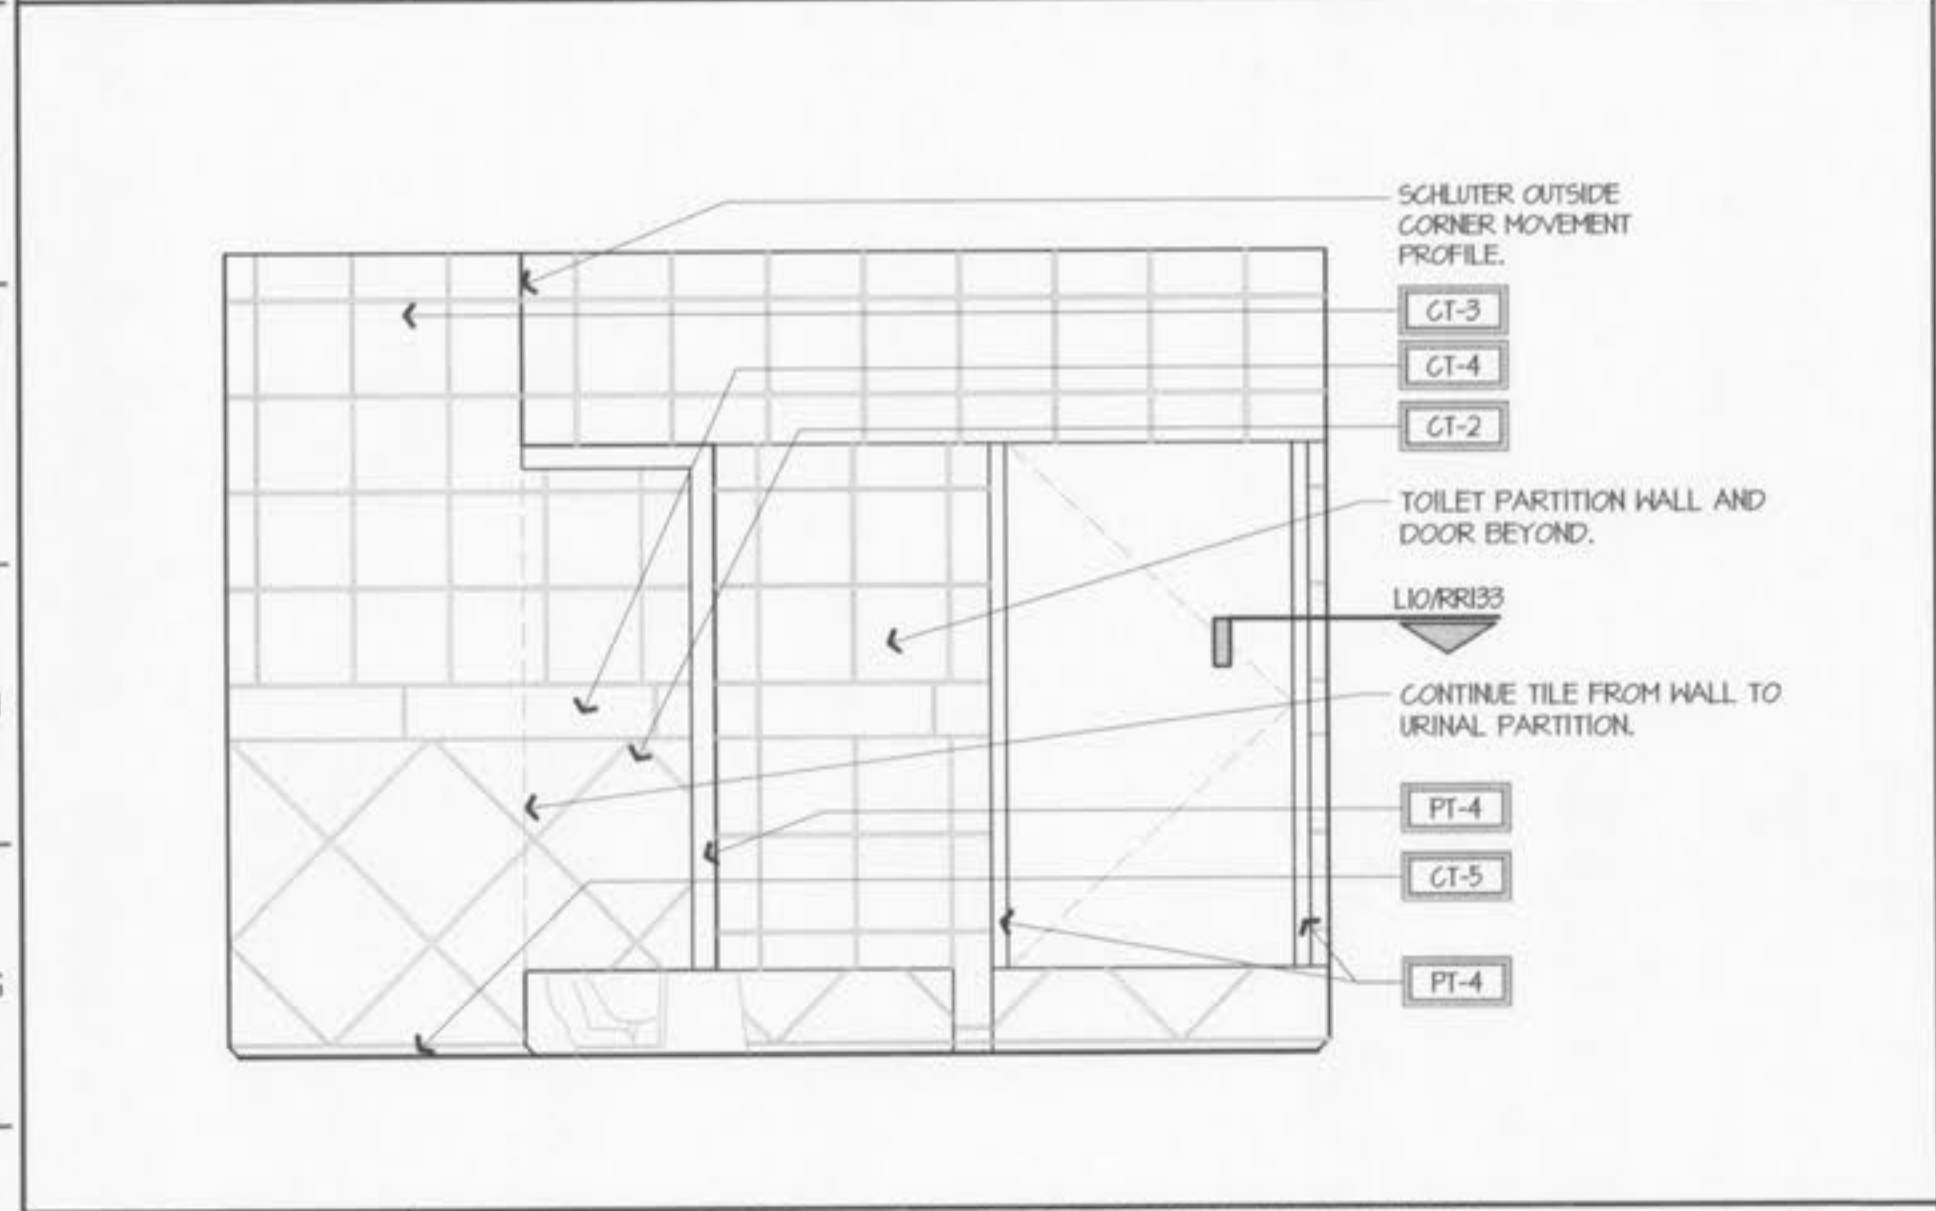 SCHLUTER OUTSIDE
CORNER MOVEMENT
PROFILE.
CT-3
CT-4
CT-2
TOILET PARTITION WALL AND
DOOR BEYOND.
L10/RR133
CONTINUE TILE FROM WALL TO
URINAL PARTITION.
PT-4
CT-5
PT-4